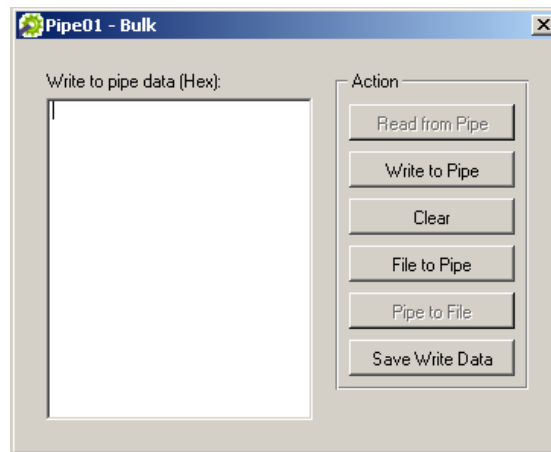 Pipe01 - Bulk
Write to pipe data (Hex):
Action
Read from Pipe
Write to Pipe
Clear
File to Pipe
Pipe to File
Save Write Data